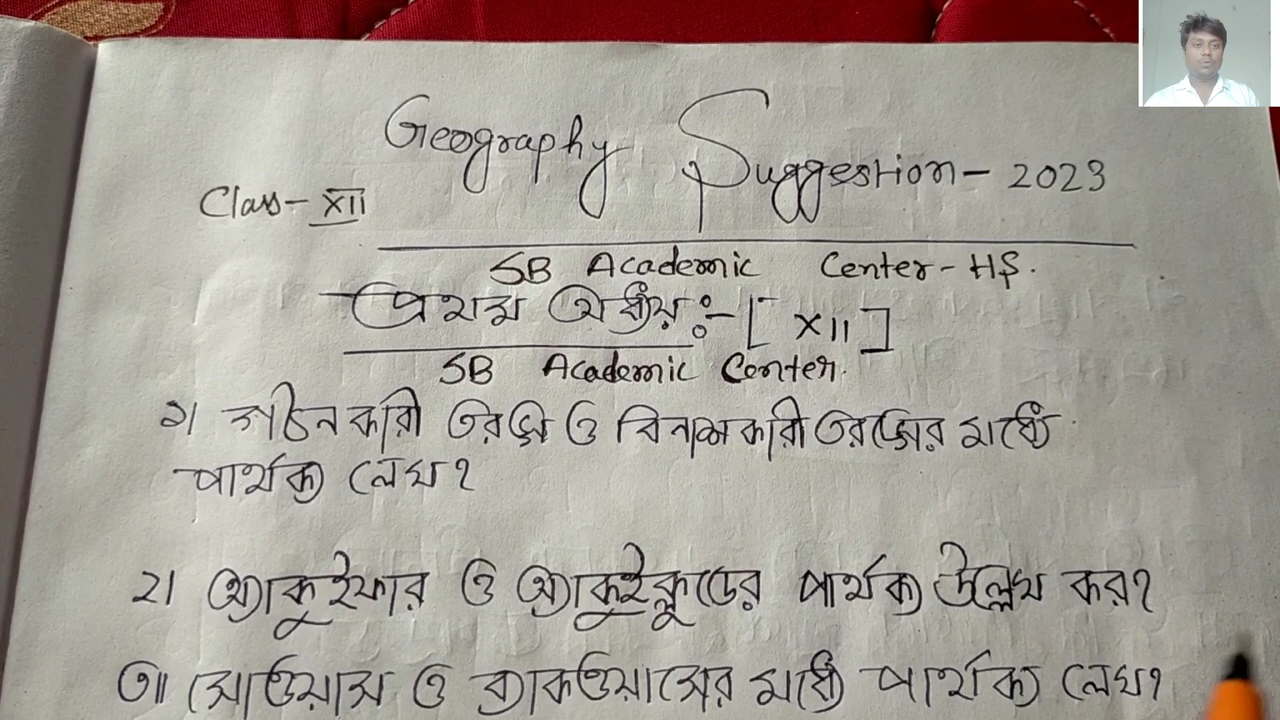 Geography Suggestion - 2023
Class - XII
SB Academic Center - HS.
প্রথম অধ্যায় :- [XII]
SB Academic Center.
১। গঠনকারী তরঙ্গ ও বিনাশকারী তরঙ্গের মধ্যে
পার্থক্য লেখ?
২। অ্যাকুইফার ও অ্যাকুইক্লুডের পার্থক্য উল্লেখ কর?
৩॥ সোওয়াস ও ব্যাকওয়াসের মধ্যে পার্থক্য লেখ?